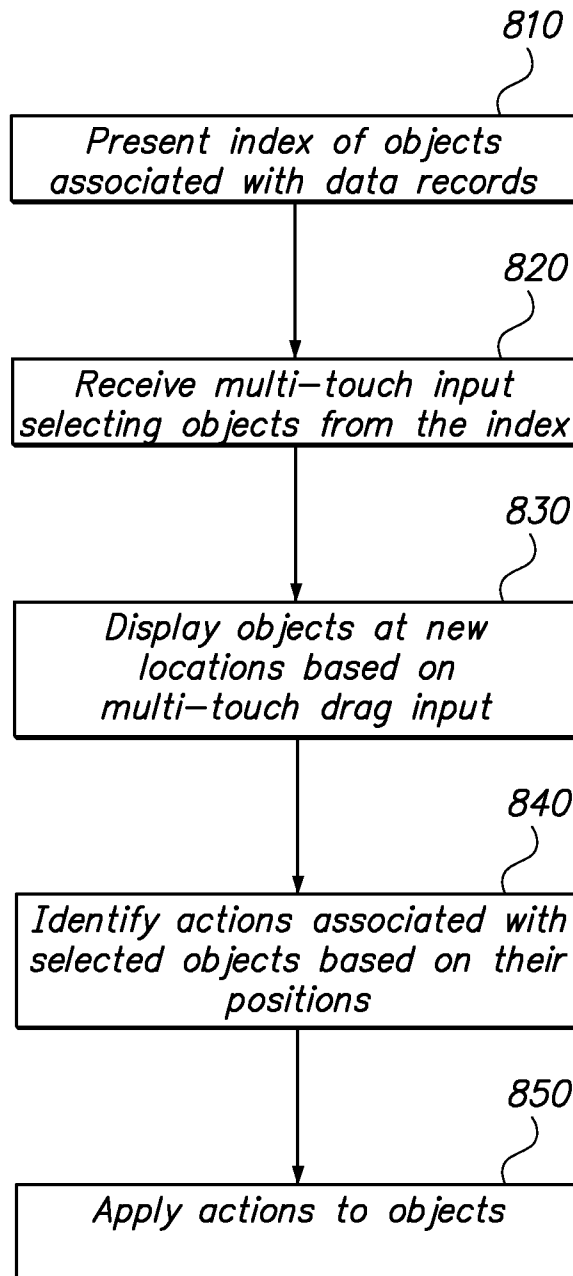 810
Present index of objects
associated with data records
820
Receive multi-touch input
selecting objects from the index
830
Display objects at new
locations based on
multi-touch drag input
840
Identify actions associated with
selected objects based on their
positions
850
Apply actions to objects